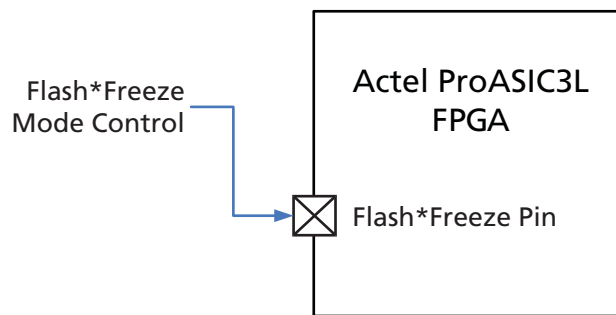 Flash*Freeze
Mode Control
Actel ProASIC3L
FPGA
Flash*Freeze Pin